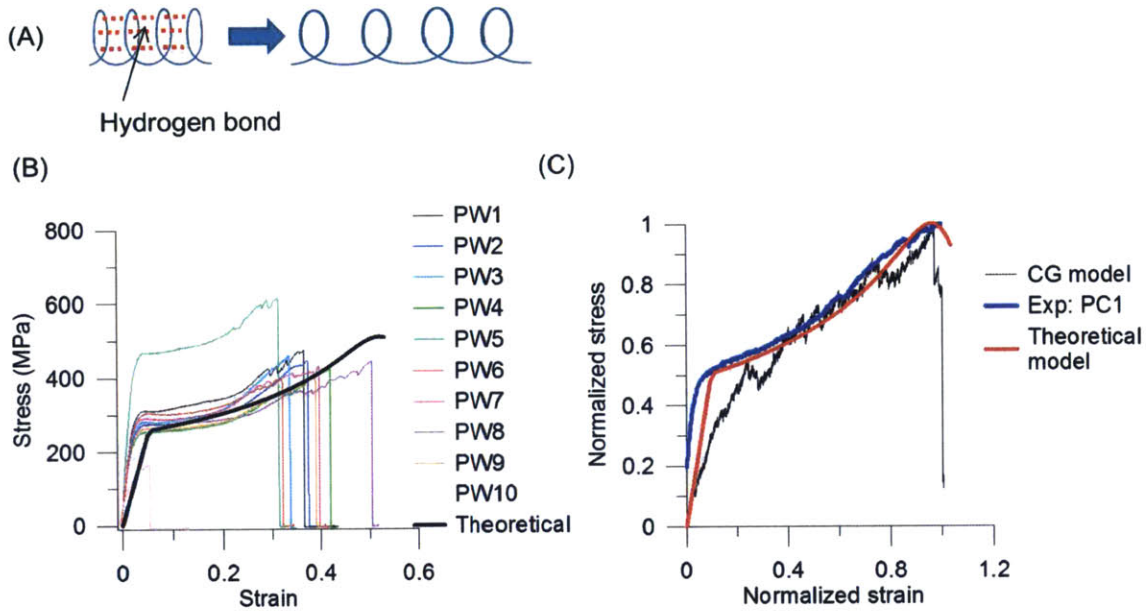 (A)
Hydrogen bond
(B)
800
600
400
200
0
Stress (MPa)
0
0.2
0.4
0.6
Strain
PW1
PW2
PW3
PW4
PW5
PW6
PW7
PW8
PW9
PW10
Theoretical
(C)
1
0.8
0.6
0.4
0.2
0
Normalized stress
0
0.4
0.8
1.2
Normalized strain
CG model
Exp: PC1
Theoretical
model